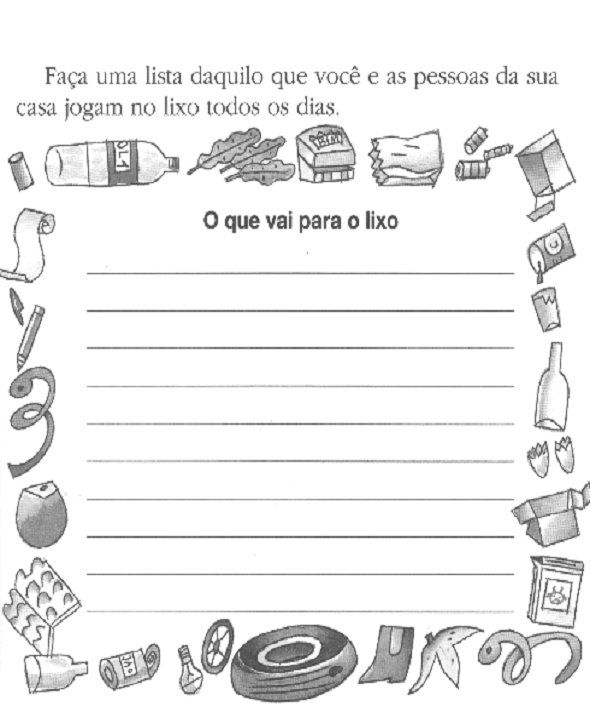 Faça uma lista daquilo que você e as pessoas da sua
casa jogam no lixo todos os dias.
O que vai para o lixo